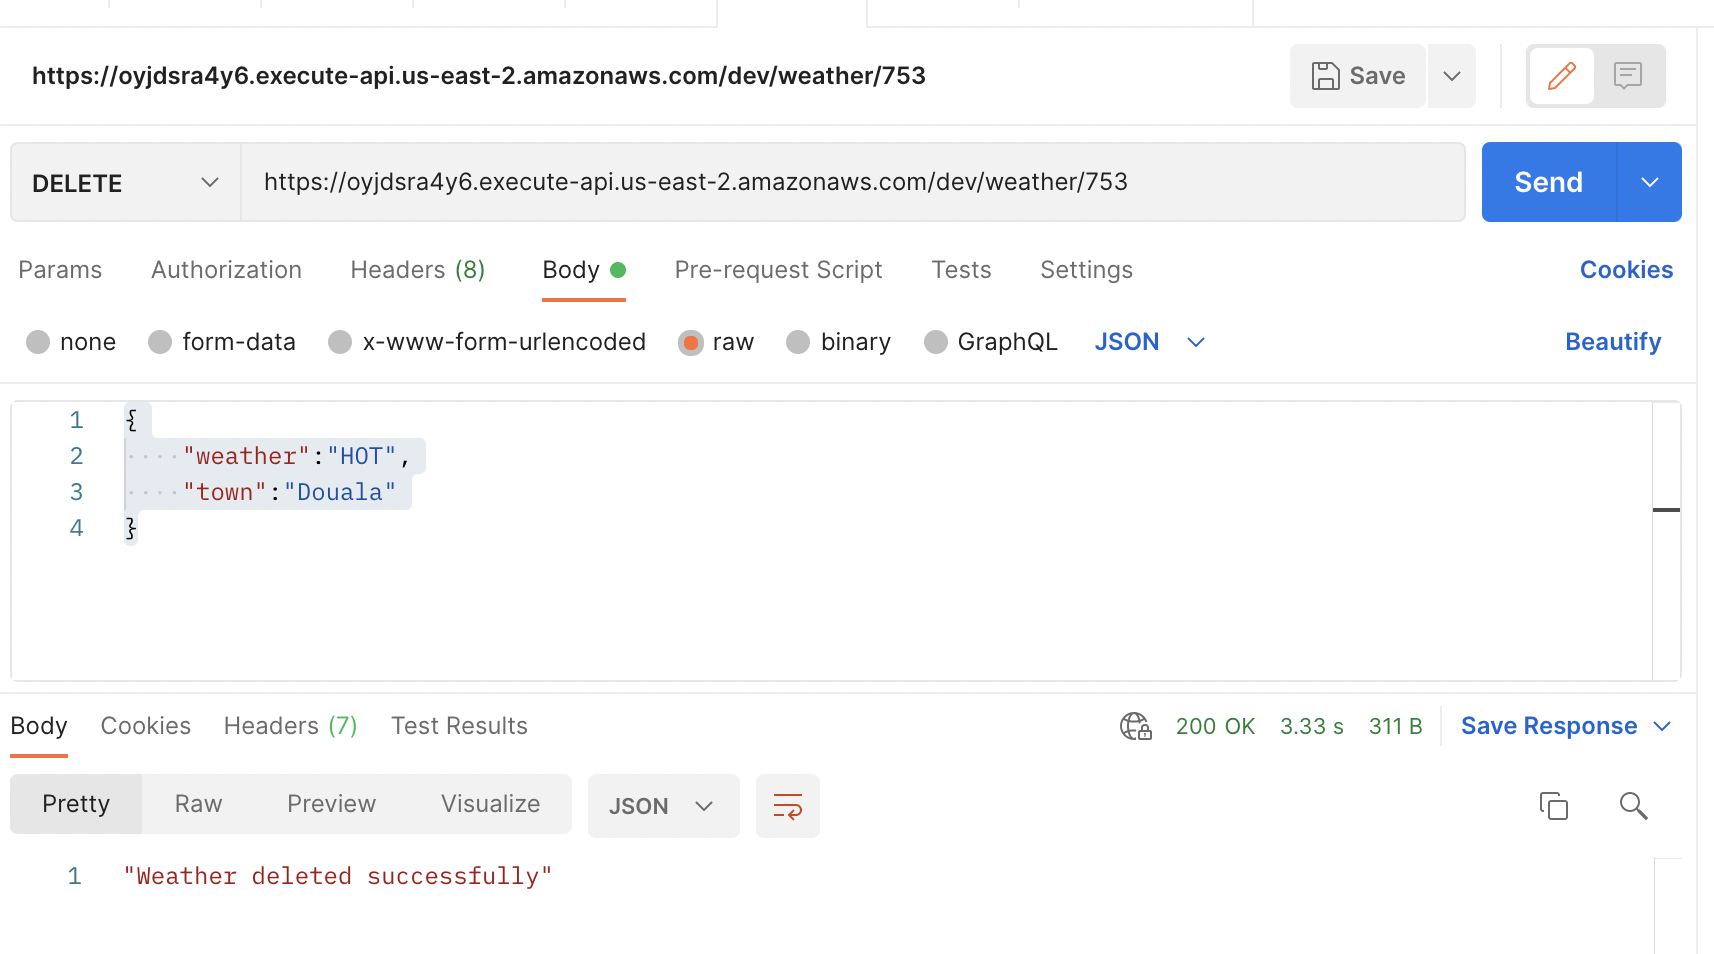 https://oyjdsra4y6.execute-api.us-east-2.amazonaws.com/dev/weather/753 Save
DELETE https://oyjdsra4y6.execute-api.us-east-2.amazonaws.com/dev/weather/753 Send
Params Authorization Headers (8) Body Pre-request Script Tests Settings Cookies
none form-data x-www-form-urlencoded raw binary GraphQL JSON Beautify
1 {
2 "weather":"HOT",
3 "town":"Douala"
4 }
Body Cookies Headers (7) Test Results 200 OK 3.33 s 311 B Save Response
Pretty Raw Preview Visualize JSON
1 "Weather deleted successfully"